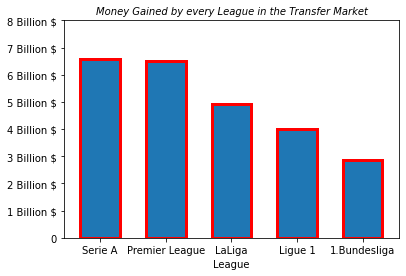 Money Gained by every League in the Transfer Market
8 Billion $
7 Billion $
6 Billion $
5 Billion $
4 Billion $
3 Billion $
2 Billion $
1 Billion $
0
Serie A Premier League LaLiga Ligue 1 1.Bundesliga
League